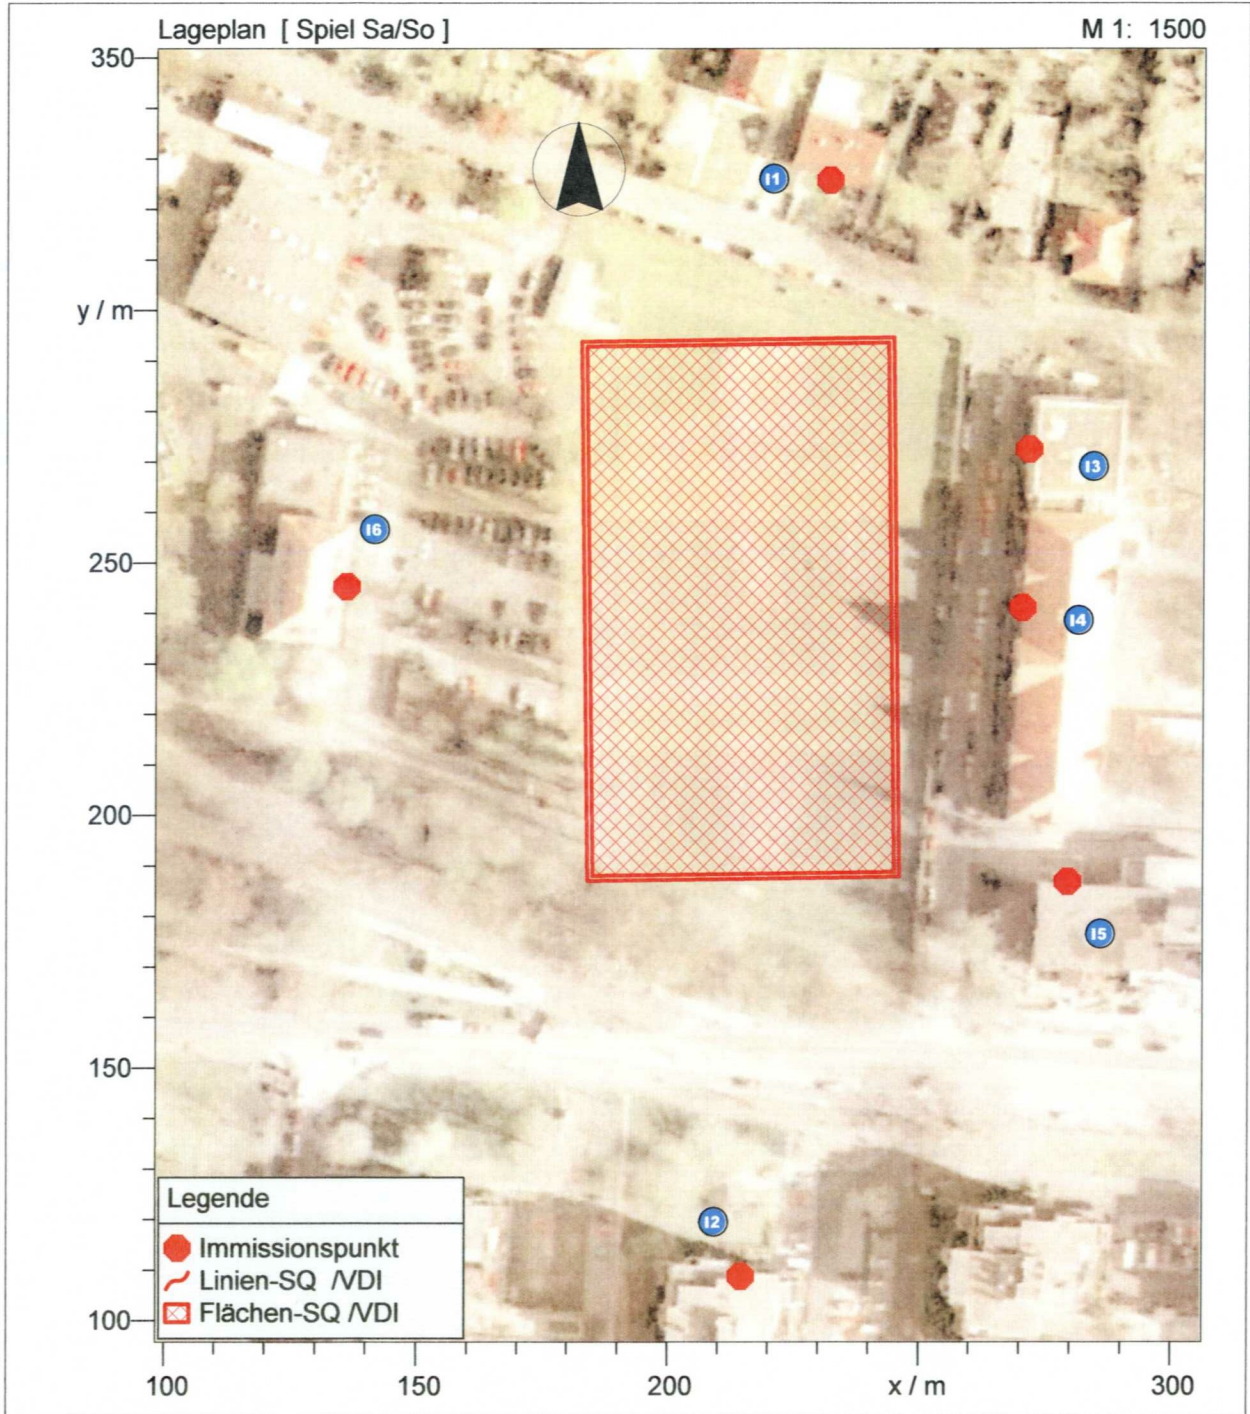 Lageplan [ Spiel Sa/So ] M 1: 1500
350
I1
y / m
I3
I6
250
I4
200
I5
150
Legende
I2
Immissionspunkt
Linien-SQ /VDI
Flächen-SQ /VDI
100
100 150 200 x / m 300